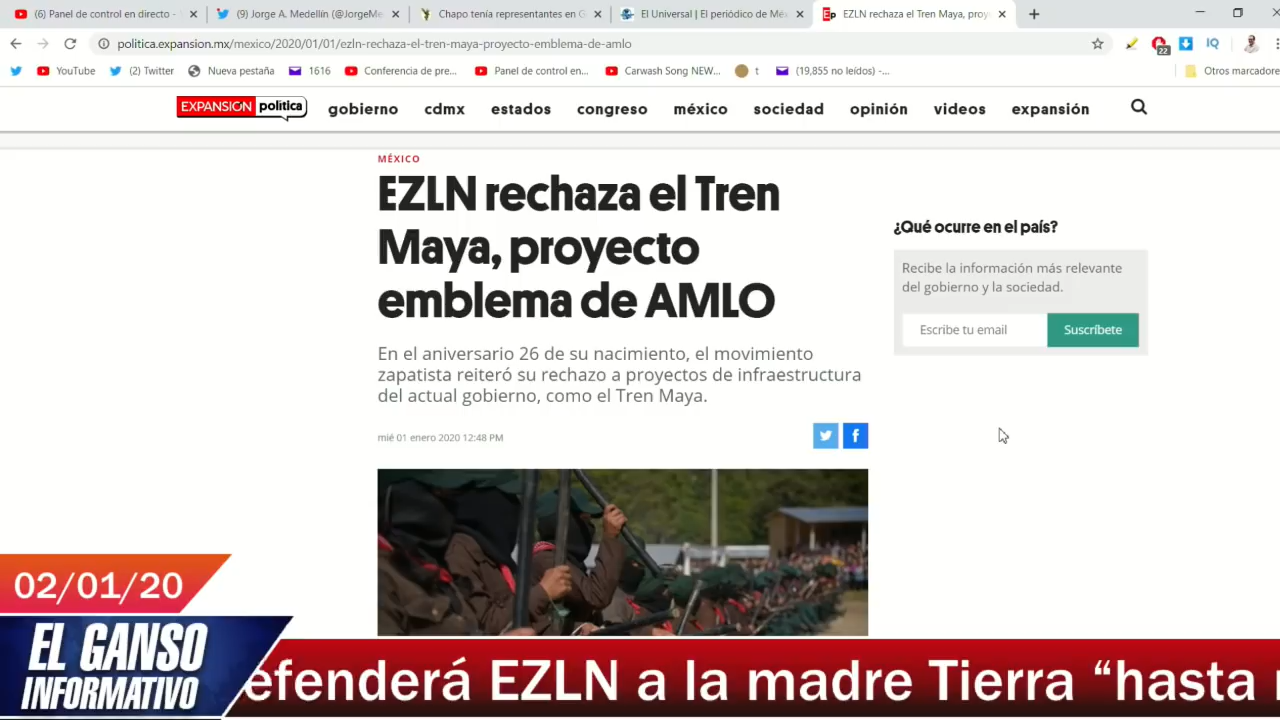 (6) Panel de control en directo -
(9) Jorge A. Medellín (@JorgeMe
Chapo tenía representantes en G
El Universal | El periódico de Mé
EZLN rechaza el Tren Maya, proy
politica.expansion.mx/mexico/2020/01/01/ezln-rechaza-el-tren-maya-proyecto-emblema-de-amlo
22
IQ
YouTube
(2) Twitter
Nueva pestaña
1616
Conferencia de pre...
Panel de control en...
Carwash Song NEW...
t
(19,855 no leídos) -...
Otros marcadore
EXPANSIÓN política
gobierno
cdmx
estados
congreso
méxico
sociedad
opinión
videos
expansión
MÉXICO
EZLN rechaza el Tren
Maya, proyecto
emblema de AMLO
En el aniversario 26 de su nacimiento, el movimiento
zapatista reiteró su rechazo a proyectos de infraestructura
del actual gobierno, como el Tren Maya.
mié 01 enero 2020 12:48 PM
¿Qué ocurre en el país?
Recibe la información más relevante
del gobierno y la sociedad.
Escribe tu email
Suscríbete
02/01/20
EL GANSO
INFORMATIVO
efenderá EZLN a la madre Tierra “hasta